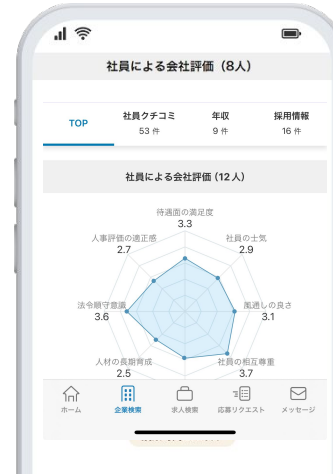 社員による会社評価（8人）
TOP
社員クチコミ
53 件
年収
9 件
採用情報
16 件
社員による会社評価 (12人)
待遇面の満足度
3.3
人事評価の適正感
2.7
社員の士気
2.9
法令順守意識
3.6
風通しの良さ
3.1
人材の長期育成
2.5
社員の相互尊重
3.7
ホーム
企業検索
求人検索
応募リクエスト
メッセージ